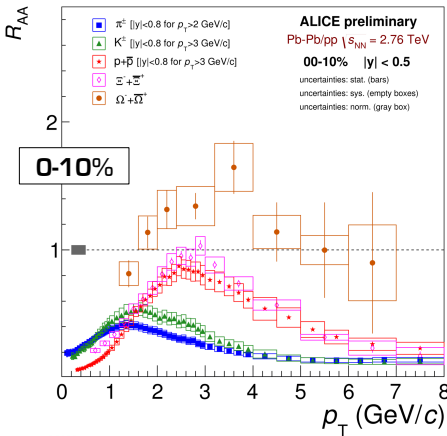 R_AA
π± [|y|<0.8 for p_T>2 GeV/c]
K± [|y|<0.8 for p_T>3 GeV/c]
p+p̅ [|y|<0.8 for p_T>3 GeV/c]
Ξ⁻+Ξ̅⁺
Ω⁻+Ω̅⁺
ALICE preliminary
Pb-Pb/pp √s_NN = 2.76 TeV
00-10% |y| < 0.5
uncertainties: stat. (bars)
uncertainties: sys. (empty boxes)
uncertainties: norm. (gray box)
2
0-10%
1
0 1 2 3 4 5 6 7 8
p_T (GeV/c)